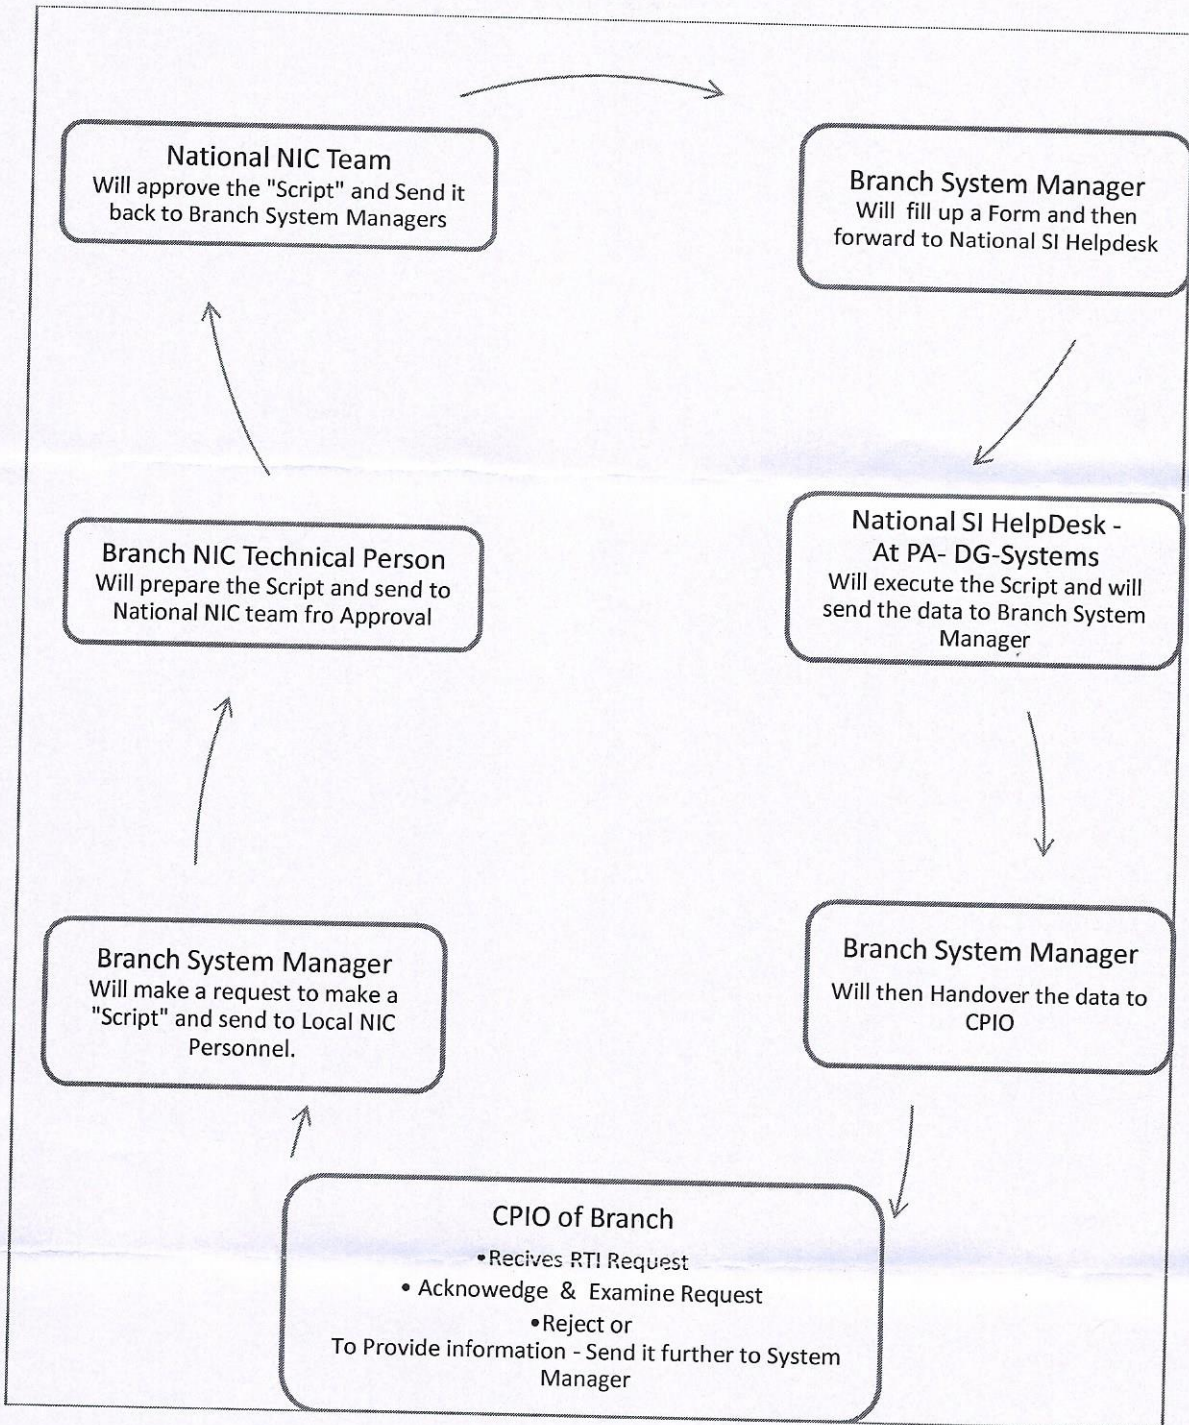 National NIC Team
Will approve the "Script" and Send it
back to Branch System Managers
Branch System Manager
Will fill up a Form and then
forward to National SI Helpdesk
Branch NIC Technical Person
Will prepare the Script and send to
National NIC team fro Approval
National SI HelpDesk -
At PA- DG-Systems
Will execute the Script and will
send the data to Branch System
Manager
Branch System Manager
Will make a request to make a
"Script" and send to Local NIC
Personnel.
Branch System Manager
Will then Handover the data to
CPIO
CPIO of Branch
•Recives RTI Request
• Acknowedge & Examine Request
•Reject or
To Provide information - Send it further to System
Manager